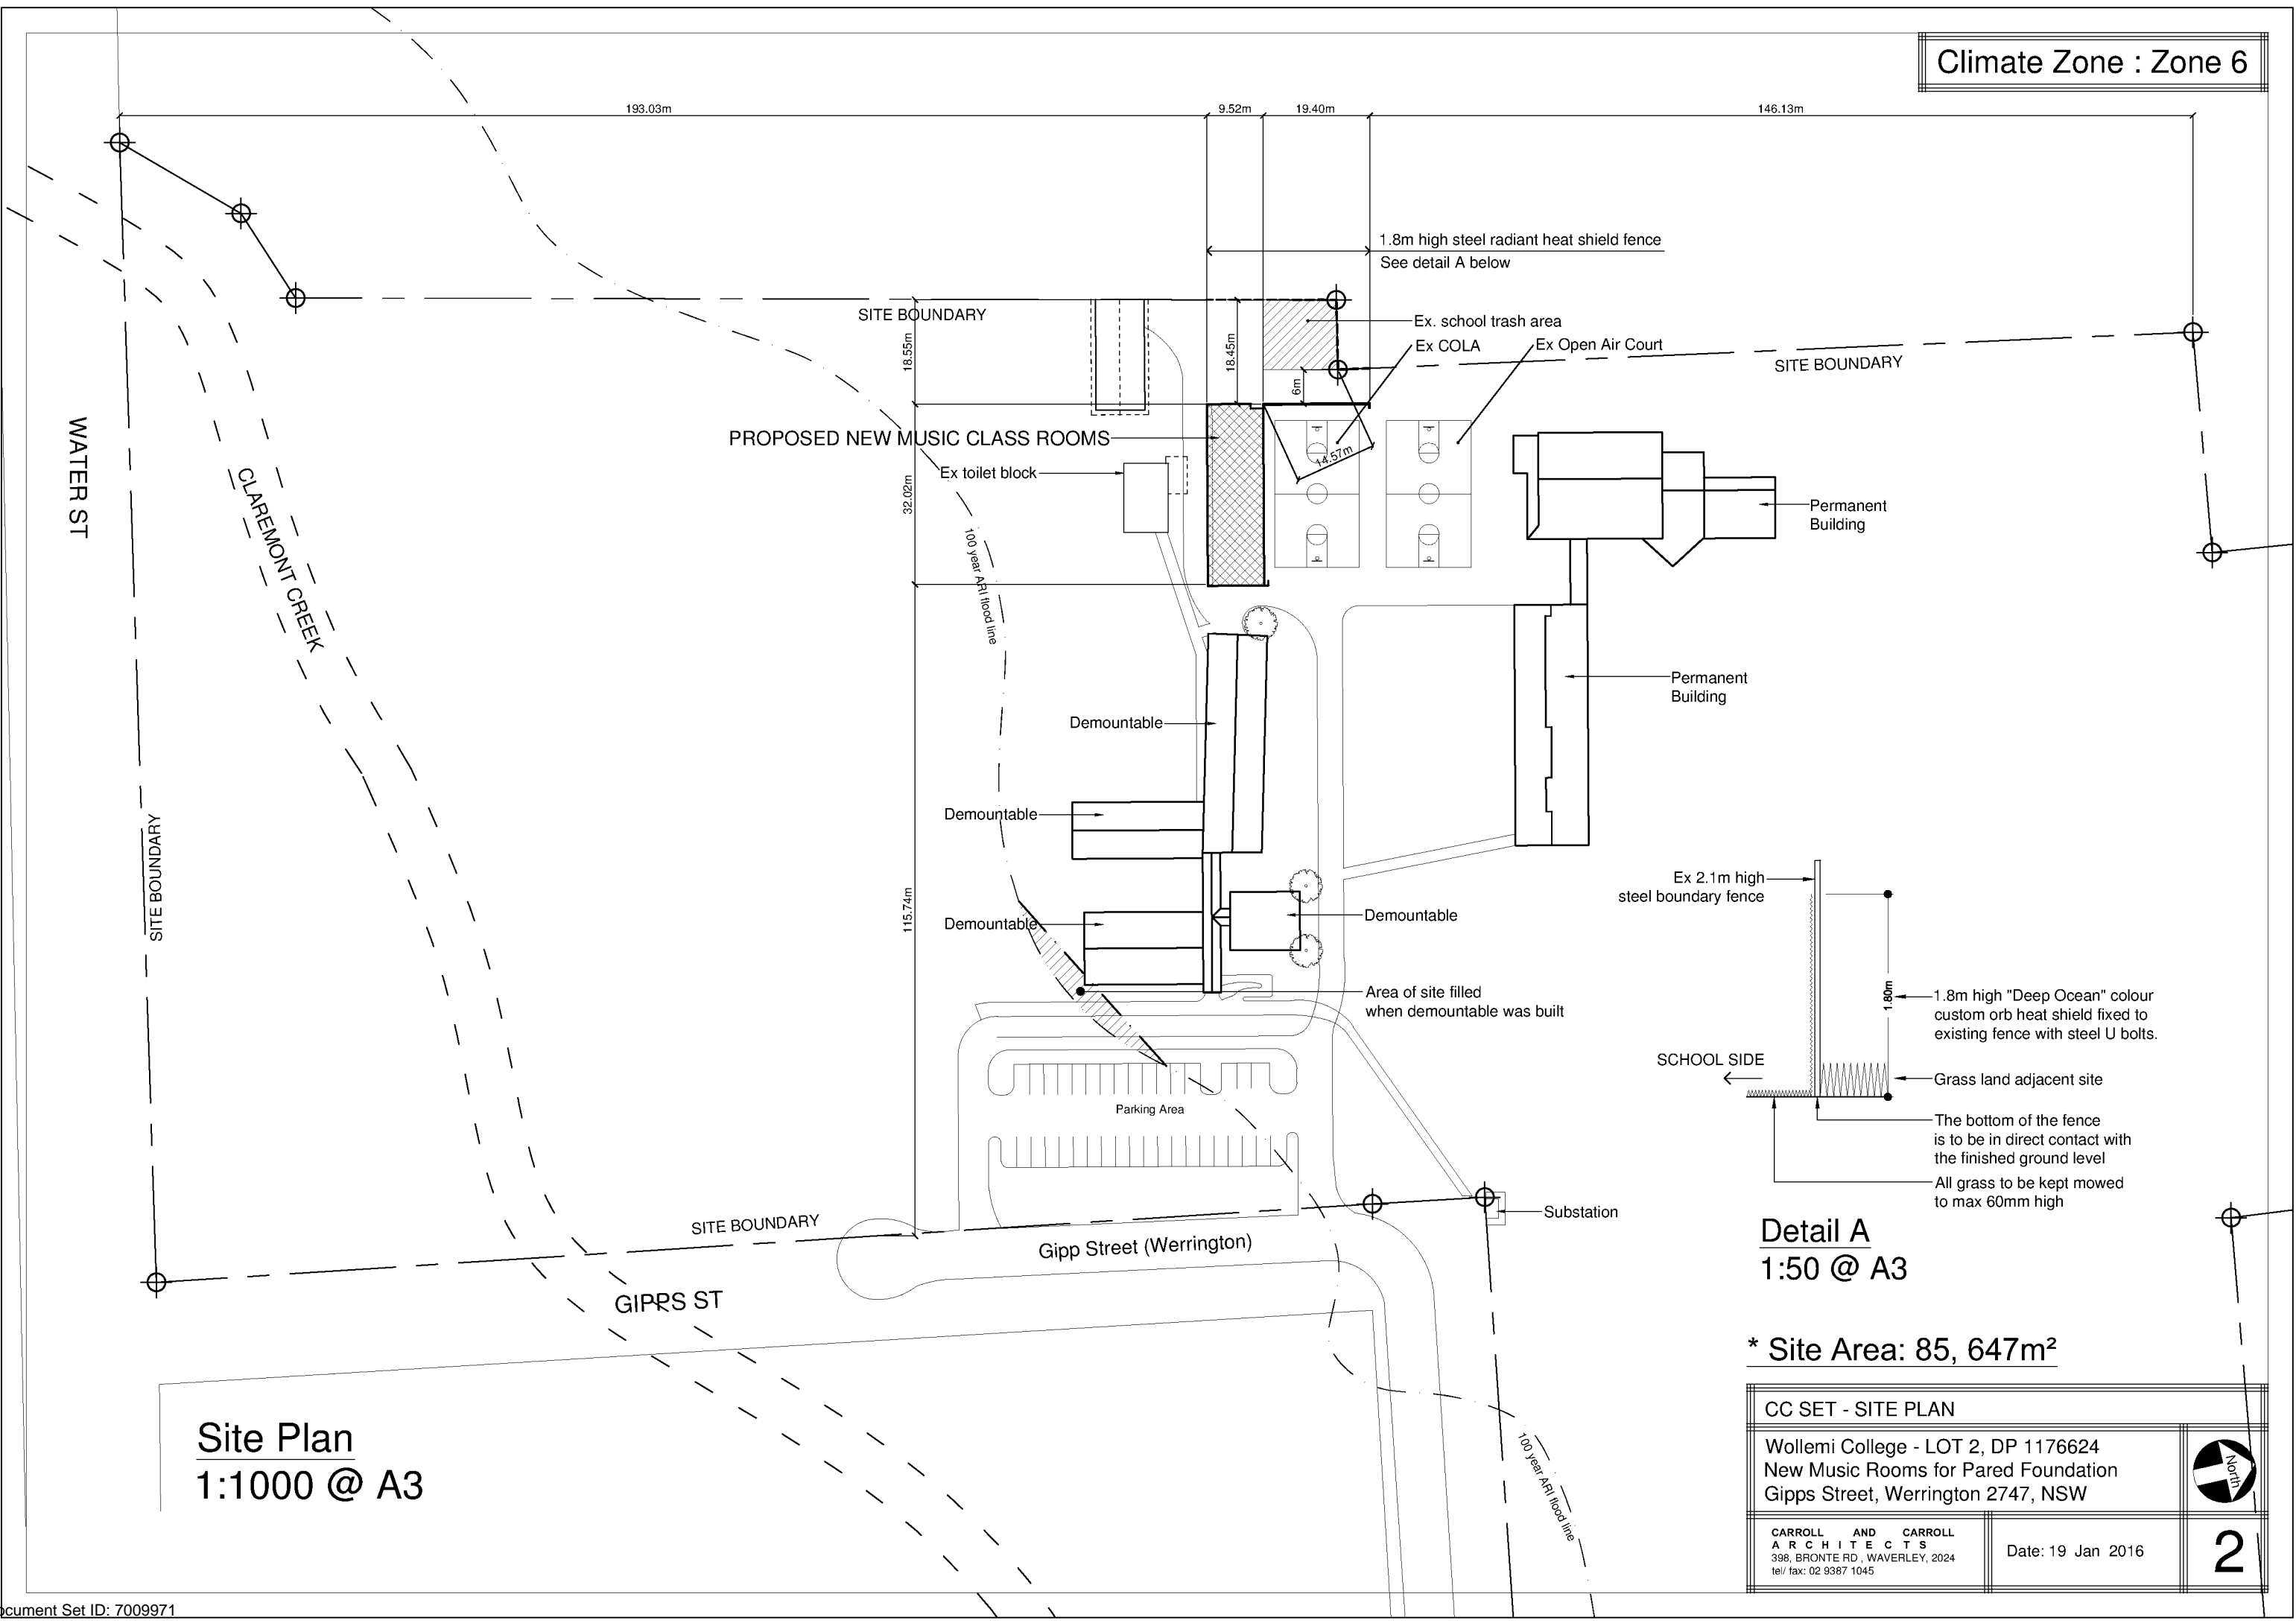 Climate Zone : Zone 6
193.03m
9.52m
19.40m
146.13m
1.8m high steel radiant heat shield fence
See detail A below
SITE BOUNDARY
18.55m
18.45m
6m
Ex. school trash area
Ex COLA
Ex Open Air Court
SITE BOUNDARY
WATER ST
CLAREMONT CREEK
PROPOSED NEW MUSIC CLASS ROOMS
14.57m
Ex toilet block
32.02m
100 year ARI flood line
Permanent
Building
Permanent
Building
Demountable
Demountable
SITE BOUNDARY
115.74m
Demountable
Demountable
Area of site filled
when demountable was built
Parking Area
Ex 2.1m high
steel boundary fence
1.80m
1.8m high "Deep Ocean" colour
custom orb heat shield fixed to
existing fence with steel U bolts.
SCHOOL SIDE
Grass land adjacent site
The bottom of the fence
is to be in direct contact with
the finished ground level
All grass to be kept mowed
to max 60mm high
Detail A
1:50 @ A3
Substation
SITE BOUNDARY
Gipp Street (Werrington)
GIPPS ST
100 year ARI flood line
* Site Area: 85, 647m²
Site Plan
1:1000 @ A3
CC SET - SITE PLAN
Wollemi College - LOT 2, DP 1176624
New Music Rooms for Pared Foundation
Gipps Street, Werrington 2747, NSW
North
CARROLL AND CARROLL
ARCHITECTS
398, BRONTE RD , WAVERLEY, 2024
tel/ fax: 02 9387 1045
Date: 19 Jan 2016
2
ocument Set ID: 7009971